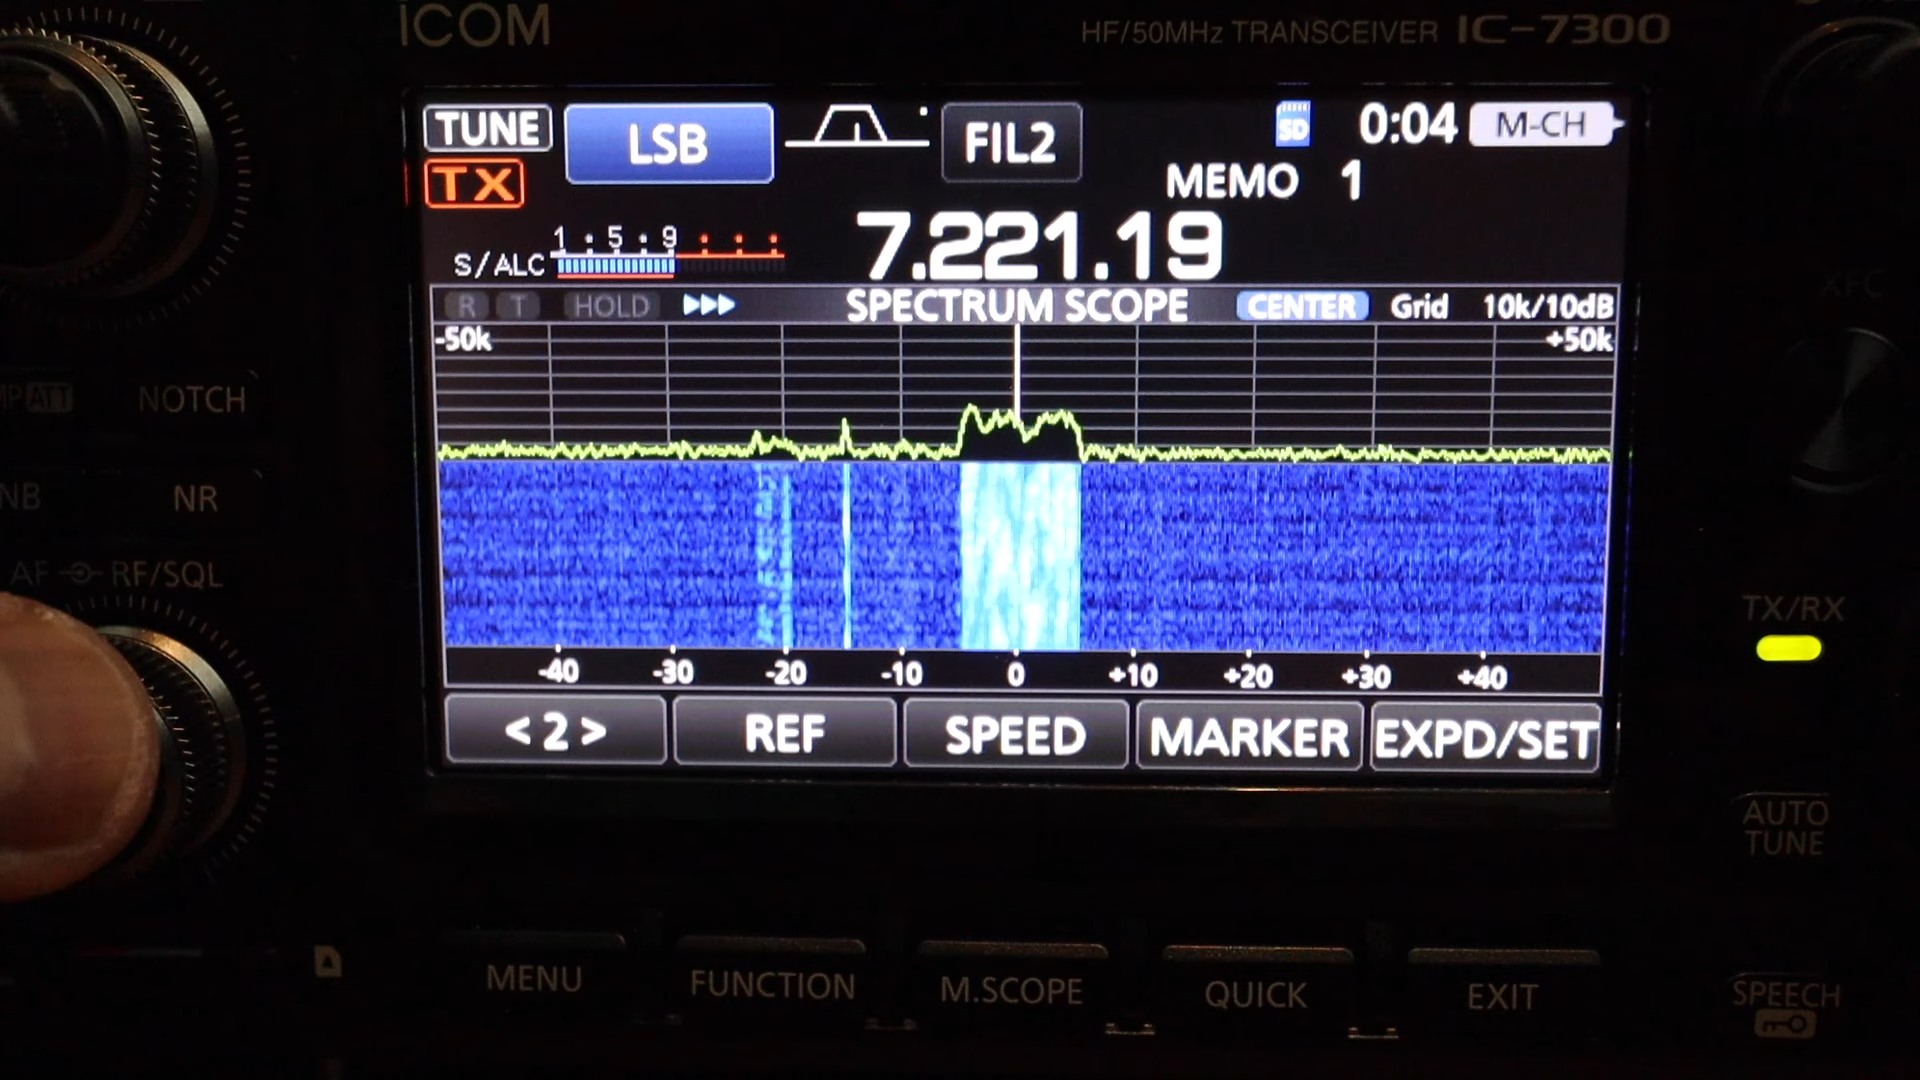 ICOM
HF/50MHz TRANSCEIVER IC-7300
TUNE LSB FIL2 SD 0:04 M-CH
TX MEMO 1
1 5 9
S/ALC 7.221.19
R T HOLD SPECTRUM SCOPE CENTER Grid 10k/10dB
-50k +50k
ATT NOTCH
NB NR
AF RF/SQL
XFC
TX/RX
-40 -30 -20 -10 0 +10 +20 +30 +40
< 2 > REF SPEED MARKER EXPD/SET
AUTO
TUNE
MENU FUNCTION M.SCOPE QUICK EXIT
SPEECH